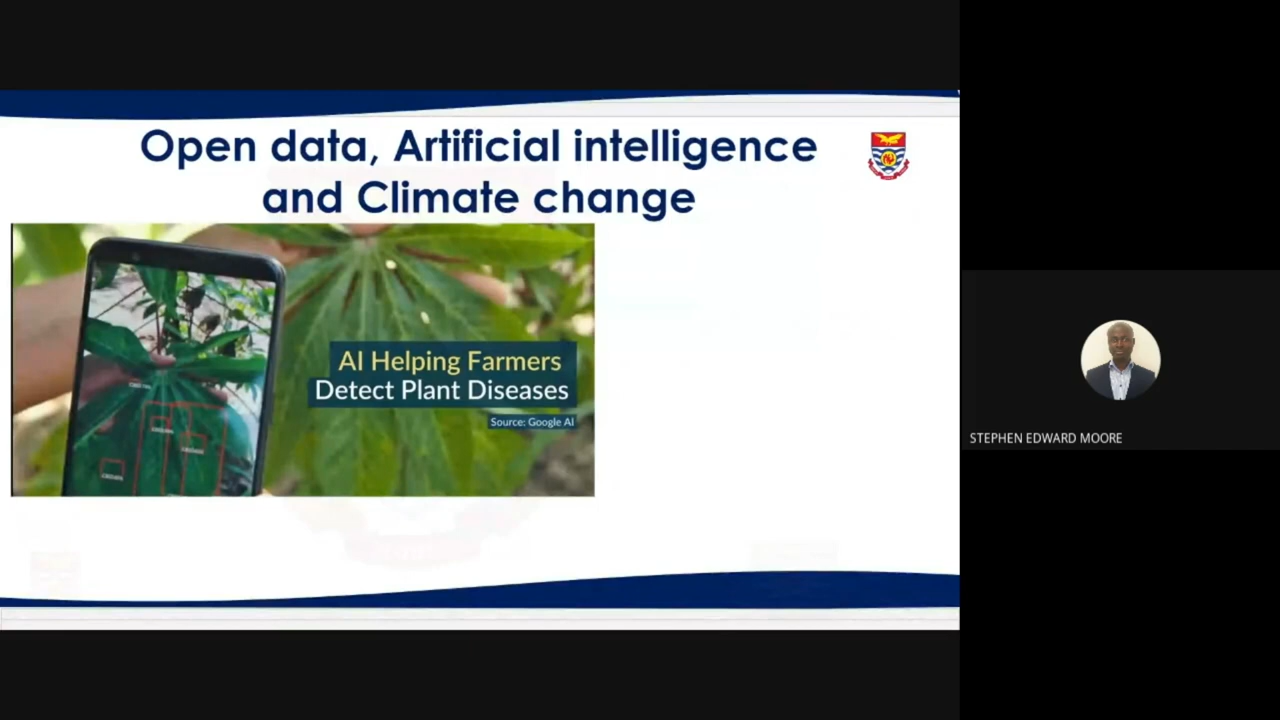 Open data, Artificial intelligence
and Climate change
AI Helping Farmers
Detect Plant Diseases
Source: Google AI
STEPHEN EDWARD MOORE